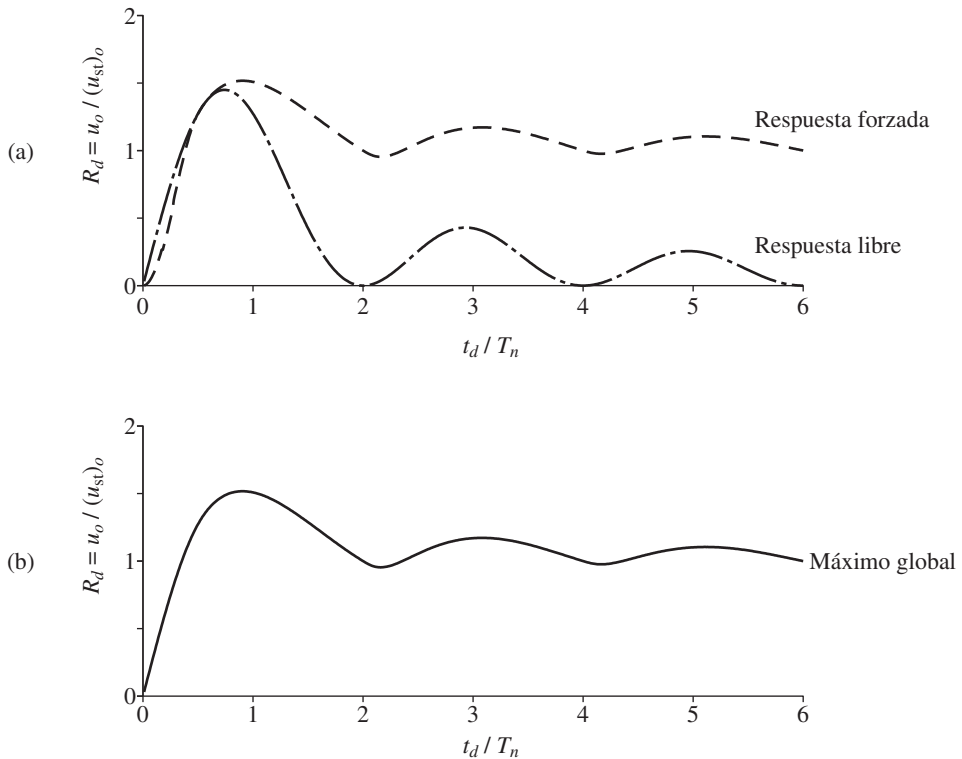 2
R_d = u_o / (u_st)_o
Respuesta forzada
(a)
1
Respuesta libre
0
0 1 2 3 4 5 6
t_d / T_n
2
R_d = u_o / (u_st)_o
(b)
1
Máximo global
0
0 1 2 3 4 5 6
t_d / T_n